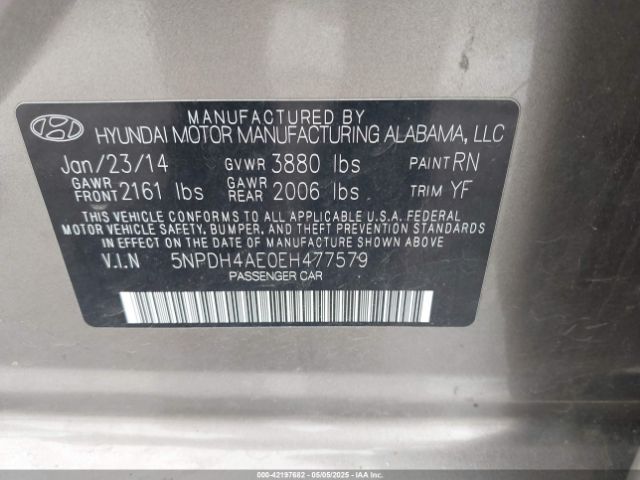 MANUFACTURED BY
HYUNDAI MOTOR MANUFACTURING ALABAMA, LLC
Jan/23/14 GVWR 3880 lbs PAINT RN
GAWR FRONT 2161 lbs GAWR REAR 2006 lbs TRIM YF
THIS VEHICLE CONFORMS TO ALL APPLICABLE U.S.A. FEDERAL
MOTOR VEHICLE SAFETY, BUMPER, AND THEFT PREVENTION STANDARDS
IN EFFECT ON THE DATE OF MANUFACTURE SHOWN ABOVE.
V.I.N 5NPDH4AE0EH477579
PASSENGER CAR
000-42197682 - 05/05/2025 - IAAI.CA